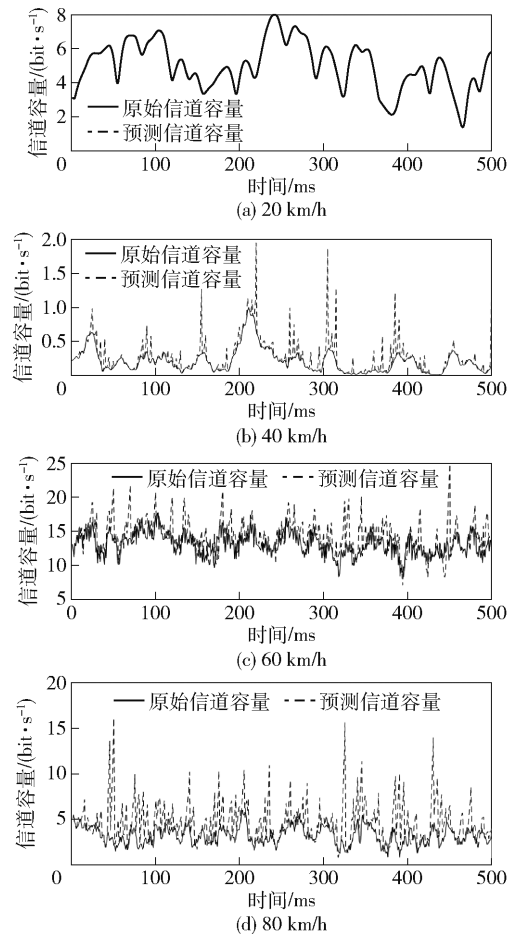 8
6
4
2
信道容量/(bit·s⁻¹)
原始信道容量
预测信道容量
0 100 200 300 400 500
时间/ms
(a) 20 km/h
2.0
1.5
1.0
0.5
信道容量/(bit·s⁻¹)
原始信道容量
预测信道容量
0 100 200 300 400 500
时间/ms
(b) 40 km/h
25
20
15
10
5
信道容量/(bit·s⁻¹)
原始信道容量 预测信道容量
0 100 200 300 400 500
时间/ms
(c) 60 km/h
20
15
10
5
信道容量/(bit·s⁻¹)
原始信道容量 预测信道容量
0 100 200 300 400 500
时间/ms
(d) 80 km/h